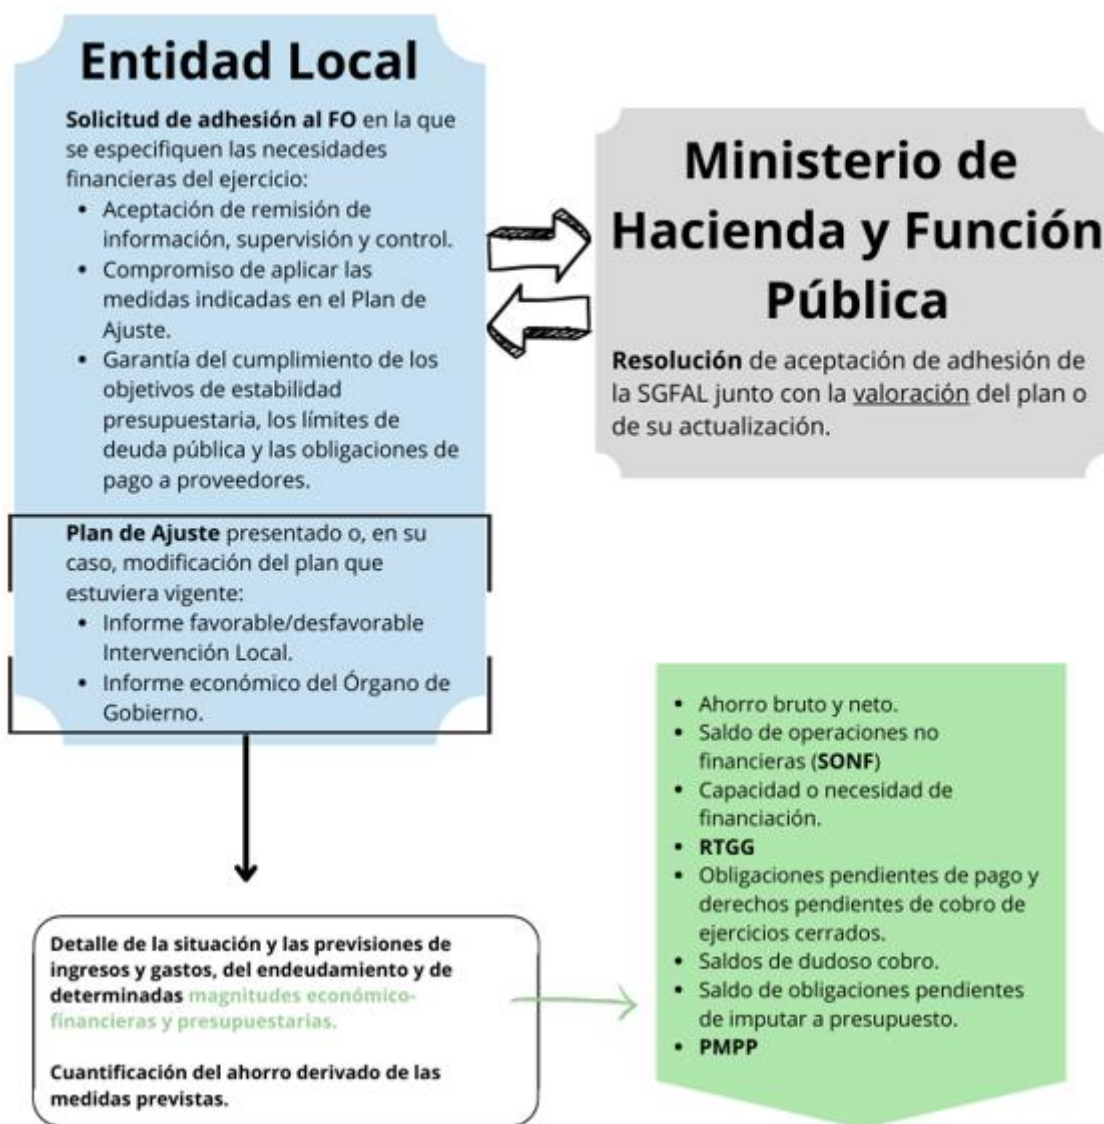 Entidad Local
Solicitud de adhesión al FO en la que
se especifiquen las necesidades
financieras del ejercicio:
• Aceptación de remisión de
información, supervisión y control.
• Compromiso de aplicar las
medidas indicadas en el Plan de
Ajuste.
• Garantía del cumplimiento de los
objetivos de estabilidad
presupuestaria, los límites de
deuda pública y las obligaciones de
pago a proveedores.
Plan de Ajuste presentado o, en su
caso, modificación del plan que
estuviera vigente:
• Informe favorable/desfavorable
Intervención Local.
• Informe económico del Órgano de
Gobierno.
Ministerio de
Hacienda y Función
Pública
Resolución de aceptación de adhesión de
la SGFAL junto con la valoración del plan o
de su actualización.
Detalle de la situación y las previsiones de
ingresos y gastos, del endeudamiento y de
determinadas magnitudes económico-
financieras y presupuestarias.
Cuantificación del ahorro derivado de las
medidas previstas.
• Ahorro bruto y neto.
• Saldo de operaciones no
financieras (SONF)
• Capacidad o necesidad de
financiación.
• RTGG
• Obligaciones pendientes de pago y
derechos pendientes de cobro de
ejercicios cerrados.
• Saldos de dudoso cobro.
• Saldo de obligaciones pendientes
de imputar a presupuesto.
• PMPP